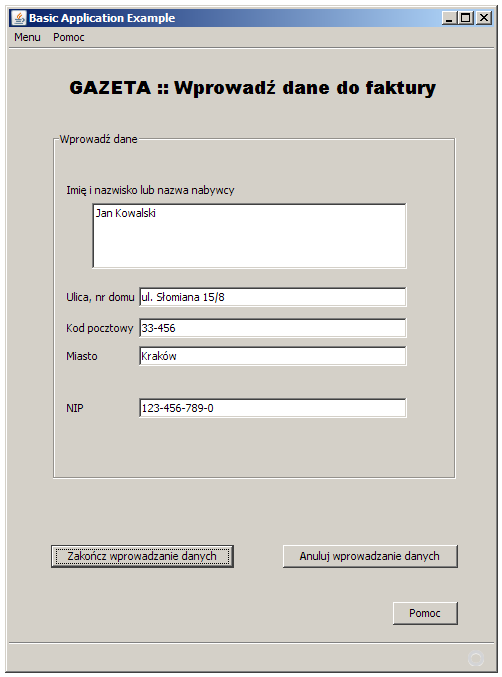 Basic Application Example
Menu Pomoc
GAZETA :: Wprowadź dane do faktury
Wprowadź dane
Imię i nazwisko lub nazwa nabywcy
Jan Kowalski
Ulica, nr domu ul. Słomiana 15/8
Kod pocztowy 33-456
Miasto Kraków
NIP 123-456-789-0
Zakończ wprowadzanie danych Anuluj wprowadzanie danych
Pomoc